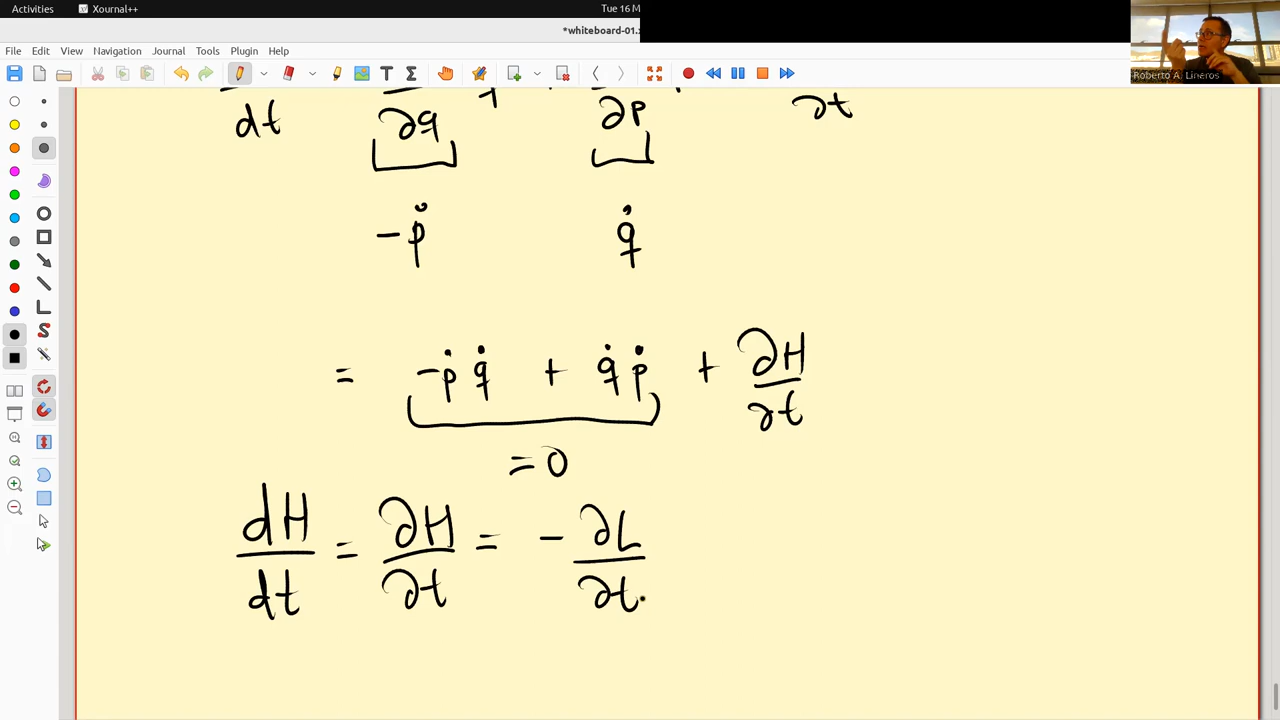 Activities Xournal++ Tue 16 M
*whiteboard-01.
File Edit View Navigation Journal Tools Plugin Help
Roberto A. Lineros
dt ∂q q̇ + ∂p ∂t
-ṗ q̇
= -ṗ q̇ + q̇ ṗ + ∂H/∂t
= 0
dH/dt = ∂H/∂t = - ∂L/∂t